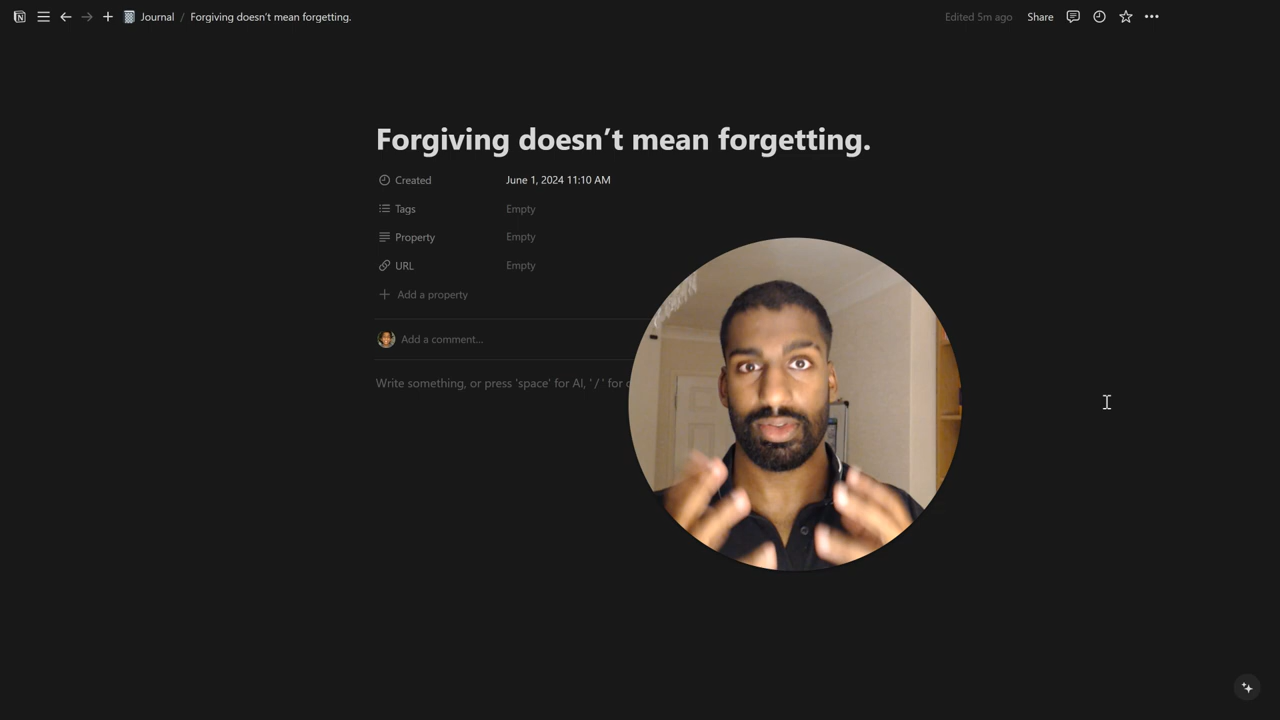 Journal / Forgiving doesn’t mean forgetting.
Edited 5m ago
Share
Forgiving doesn’t mean forgetting.
Created June 1, 2024 11:10 AM
Tags Empty
Property Empty
URL Empty
Add a property
Add a comment...
Write something, or press 'space' for AI, '/' for